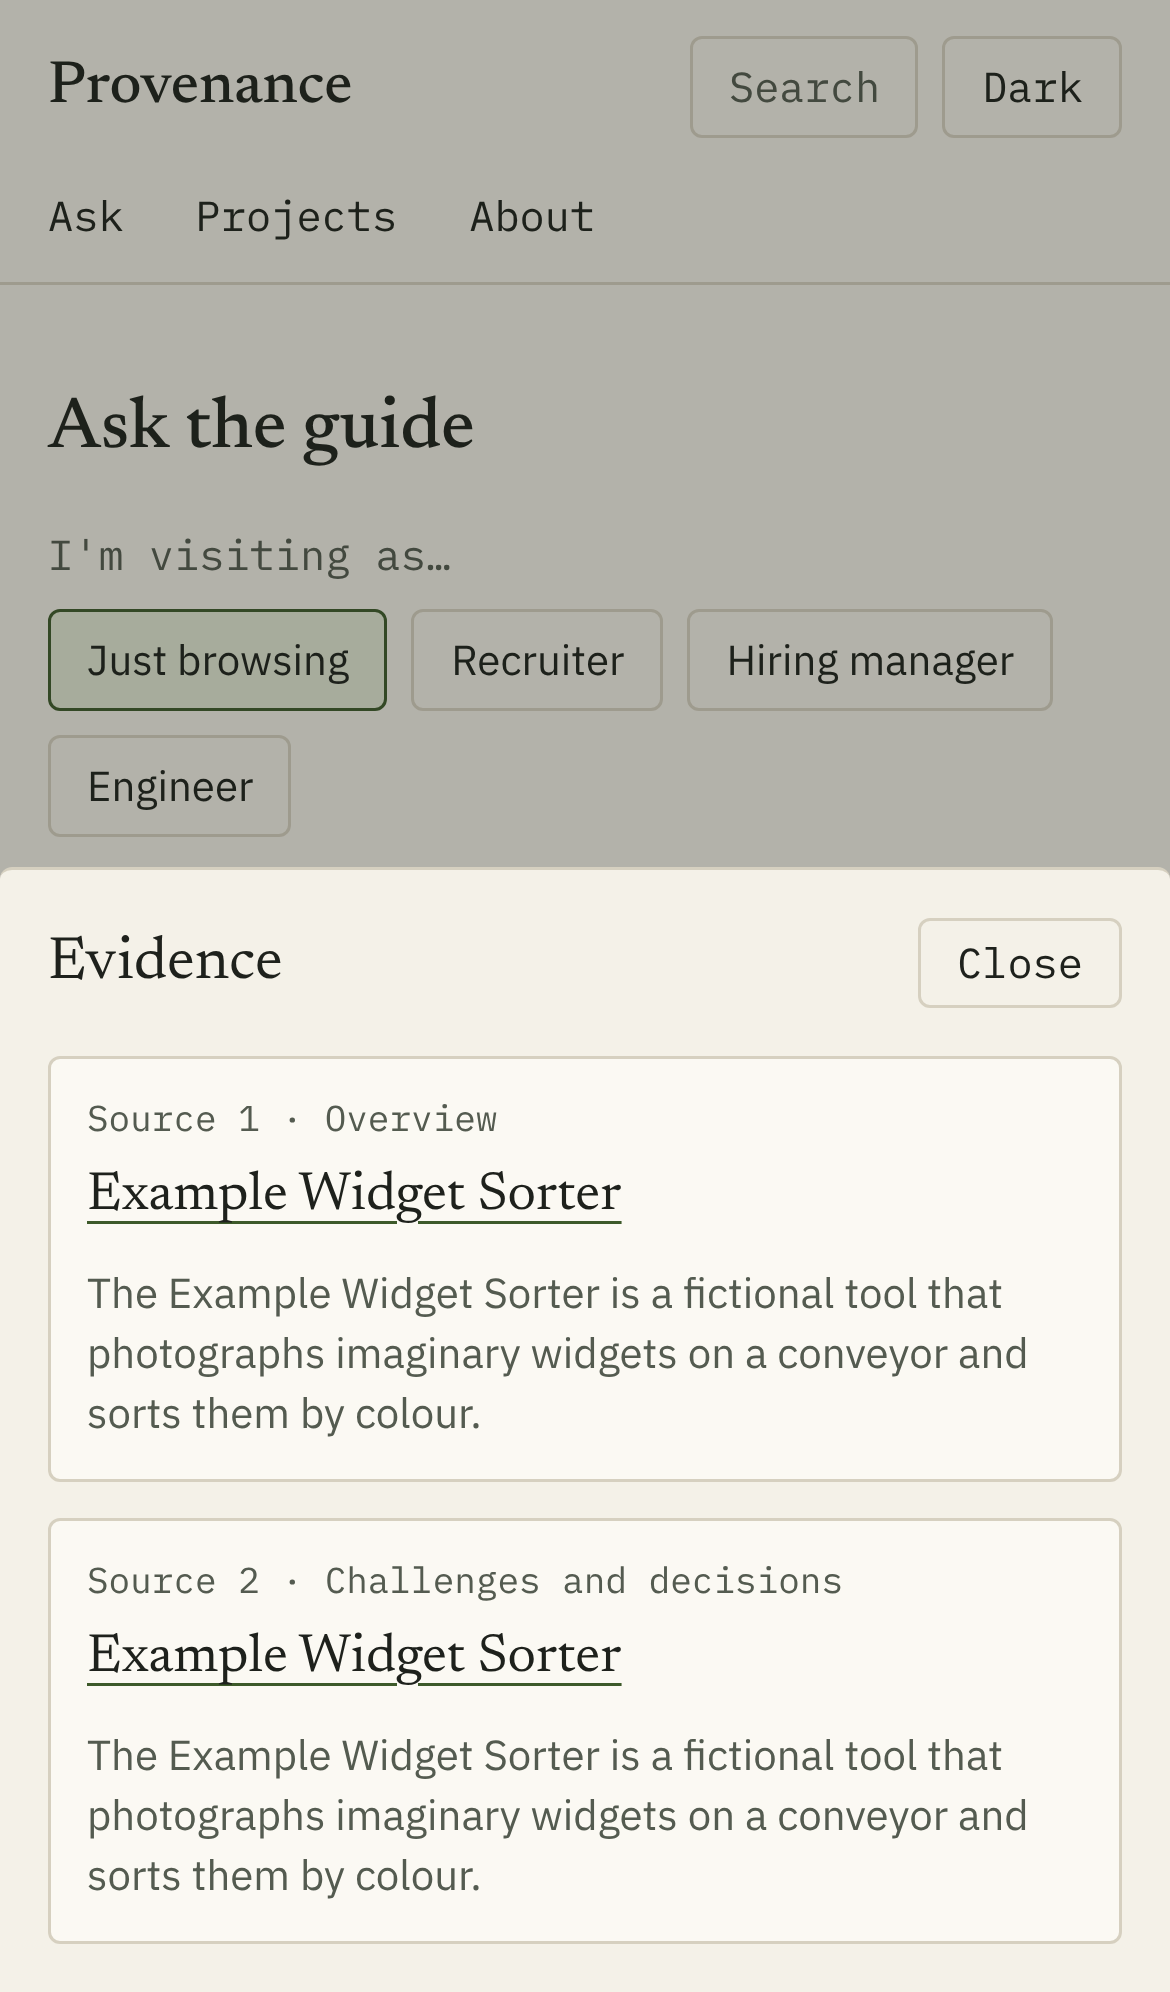 Provenance
Search
Dark
Ask
Projects
About
Ask the guide
I'm visiting as…
Just browsing
Recruiter
Hiring manager
Engineer
Evidence
Close
Source 1 · Overview
Example Widget Sorter
The Example Widget Sorter is a fictional tool that
photographs imaginary widgets on a conveyor and
sorts them by colour.
Source 2 · Challenges and decisions
Example Widget Sorter
The Example Widget Sorter is a fictional tool that
photographs imaginary widgets on a conveyor and
sorts them by colour.